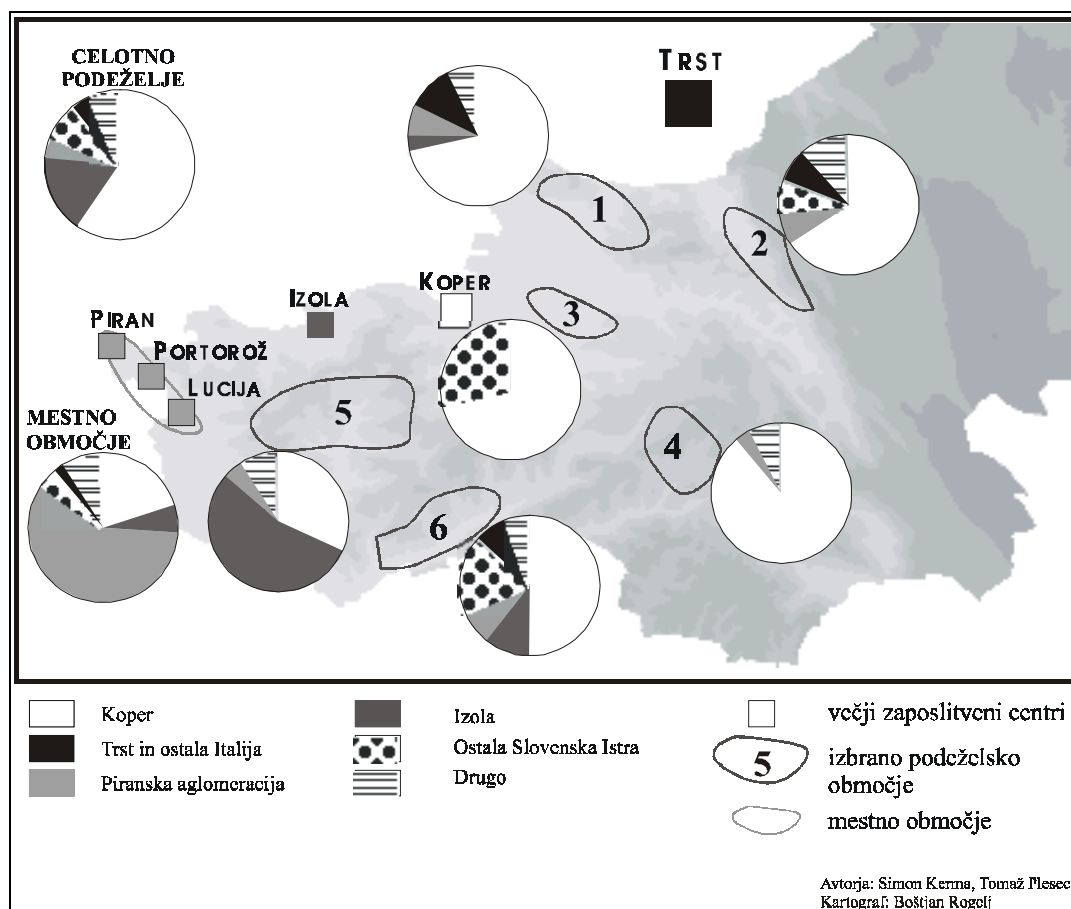 CELOTNO
PODEŽELJE
TRST
1
2
KOPER
3
IZOLA
PIRAN
PORTOROŽ
LUCIJA
MESTNO
OBMOČJE
5
4
6
Koper
Trst in ostala Italija
Piranska aglomeracija
Izola
Ostala Slovenska Istra
Drugo
večji zaposlitveni centri
5
izbrano podeželsko
območje
mestno območje
Avtorja: Simon Kerma, Tomaž Plesec
Kartograf: Boštjan Rogelj